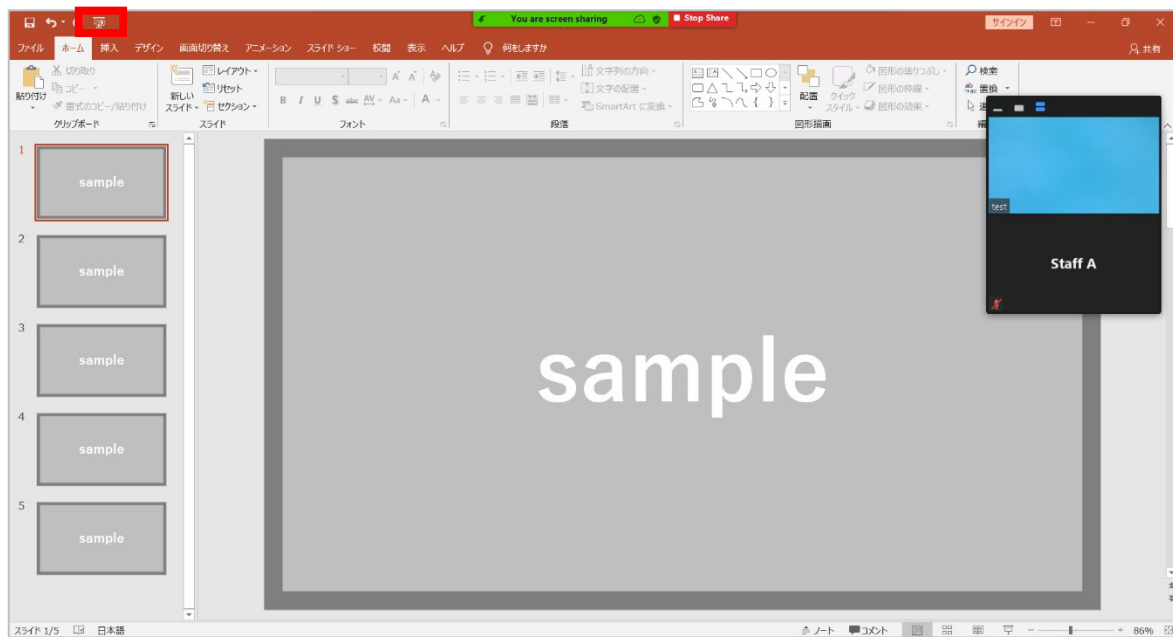 You are screen sharing
Stop Share
サインイン
ファイル ホーム 挿入 デザイン 画面切り替え アニメーション スライド ショー 校閲 表示 ヘルプ 何をしますか
共有
貼り付け
切り取り
コピー
書式のコピー/貼り付け
クリップボード
新しい
スライド
レイアウト
リセット
セクション
スライド
B I U S abc AV Aa A
フォント
文字列の方向
文字の配置
SmartArt に変換
段落
配置
クイック
スタイル
図形の塗りつぶし
図形の枠線
図形の効果
図形描画
検索
置換
test
Staff A
1
sample
2
sample
3
sample
4
sample
5
sample
sample
スライド 1/5 日本語
ノート コメント 86%